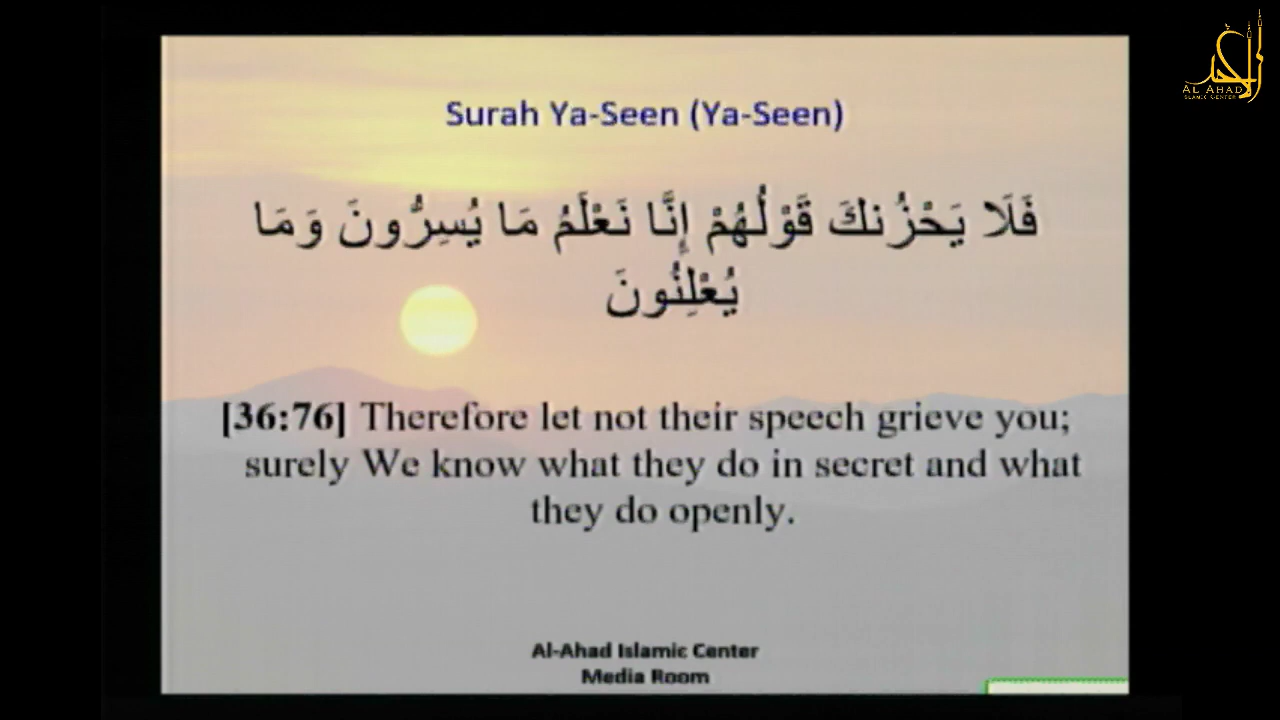 Surah Ya-Seen (Ya-Seen)
فَلَا يَحْزُنكَ قَوْلُهُمْ إِنَّا نَعْلَمُ مَا يُسِرُّونَ وَمَا
يُعْلِنُونَ
[36:76] Therefore let not their speech grieve you;
surely We know what they do in secret and what
they do openly.
Al-Ahad Islamic Center
Media Room
AL AHAD
ISLAMIC CENTER